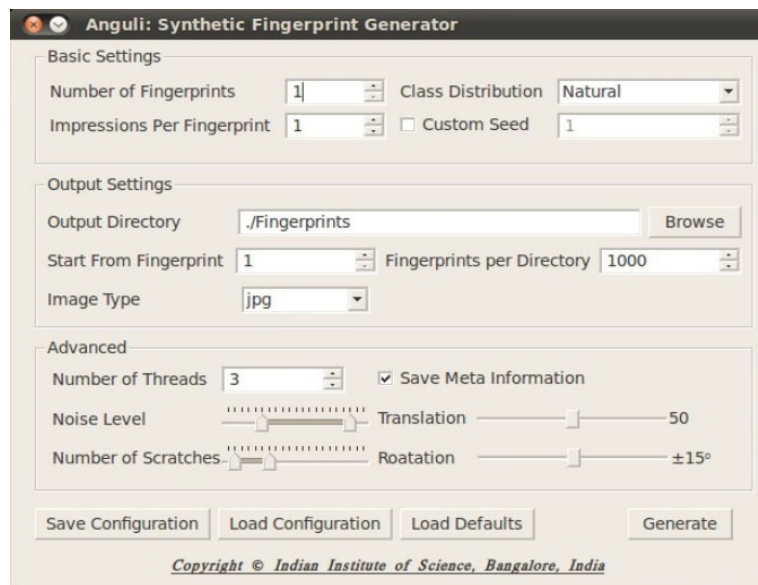 Anguli: Synthetic Fingerprint Generator
Basic Settings
Number of Fingerprints 1 Class Distribution Natural
Impressions Per Fingerprint 1 Custom Seed 1
Output Settings
Output Directory ./Fingerprints Browse
Start From Fingerprint 1 Fingerprints per Directory 1000
Image Type jpg
Advanced
Number of Threads 3 Save Meta Information
Noise Level Translation 50
Number of Scratches Roatation ±15°
Save Configuration Load Configuration Load Defaults Generate
Copyright © Indian Institute of Science, Bangalore, India